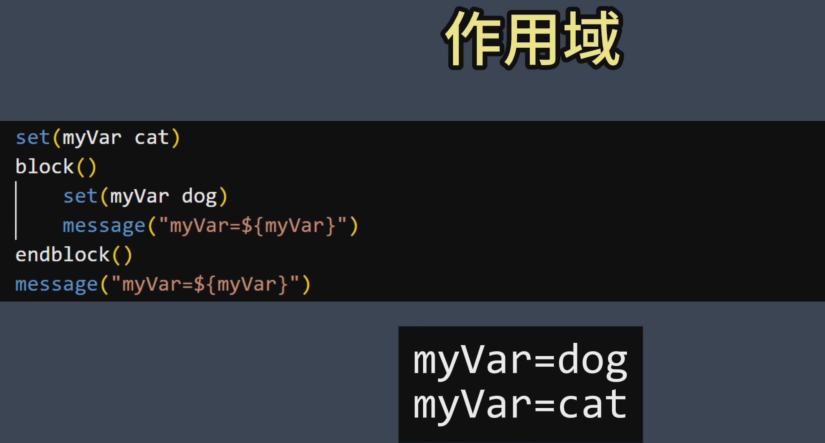 作用域
set(myVar cat)
block()
    set(myVar dog)
    message("myVar=${myVar}")
endblock()
message("myVar=${myVar}")
myVar=dog
myVar=cat